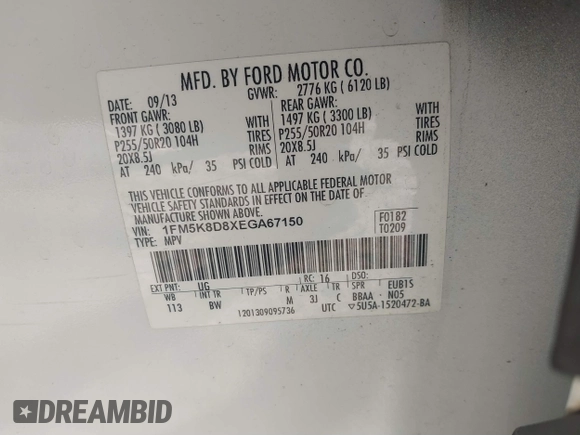 MFD. BY FORD MOTOR CO.
DATE: 09/13 GVWR: 2776 KG ( 6120 LB)
FRONT GAWR: REAR GAWR:
1397 KG ( 3080 LB) WITH 1497 KG ( 3300 LB) WITH
P255/50R20 104H TIRES P255/50R20 104H TIRES
20X8.5J RIMS 20X8.5J RIMS
AT 240 kPa/ 35 PSI COLD AT 240 kPa/ 35 PSI COLD
THIS VEHICLE CONFORMS TO ALL APPLICABLE FEDERAL MOTOR
VEHICLE SAFETY STANDARDS IN EFFECT ON THE DATE OF
MANUFACTURE SHOWN ABOVE.
VIN: 1FM5K8D8XEGA67150 F0182
TYPE: MPV T0209
EXT PNT: UG RC: 16 DSO:
WB INT TR TP/PS R AXLE TR SPR EUB1S
113 BW M 3J C BBAA N05
1201309095736 UTC 5U5A-1520472-BA
DREAMBID